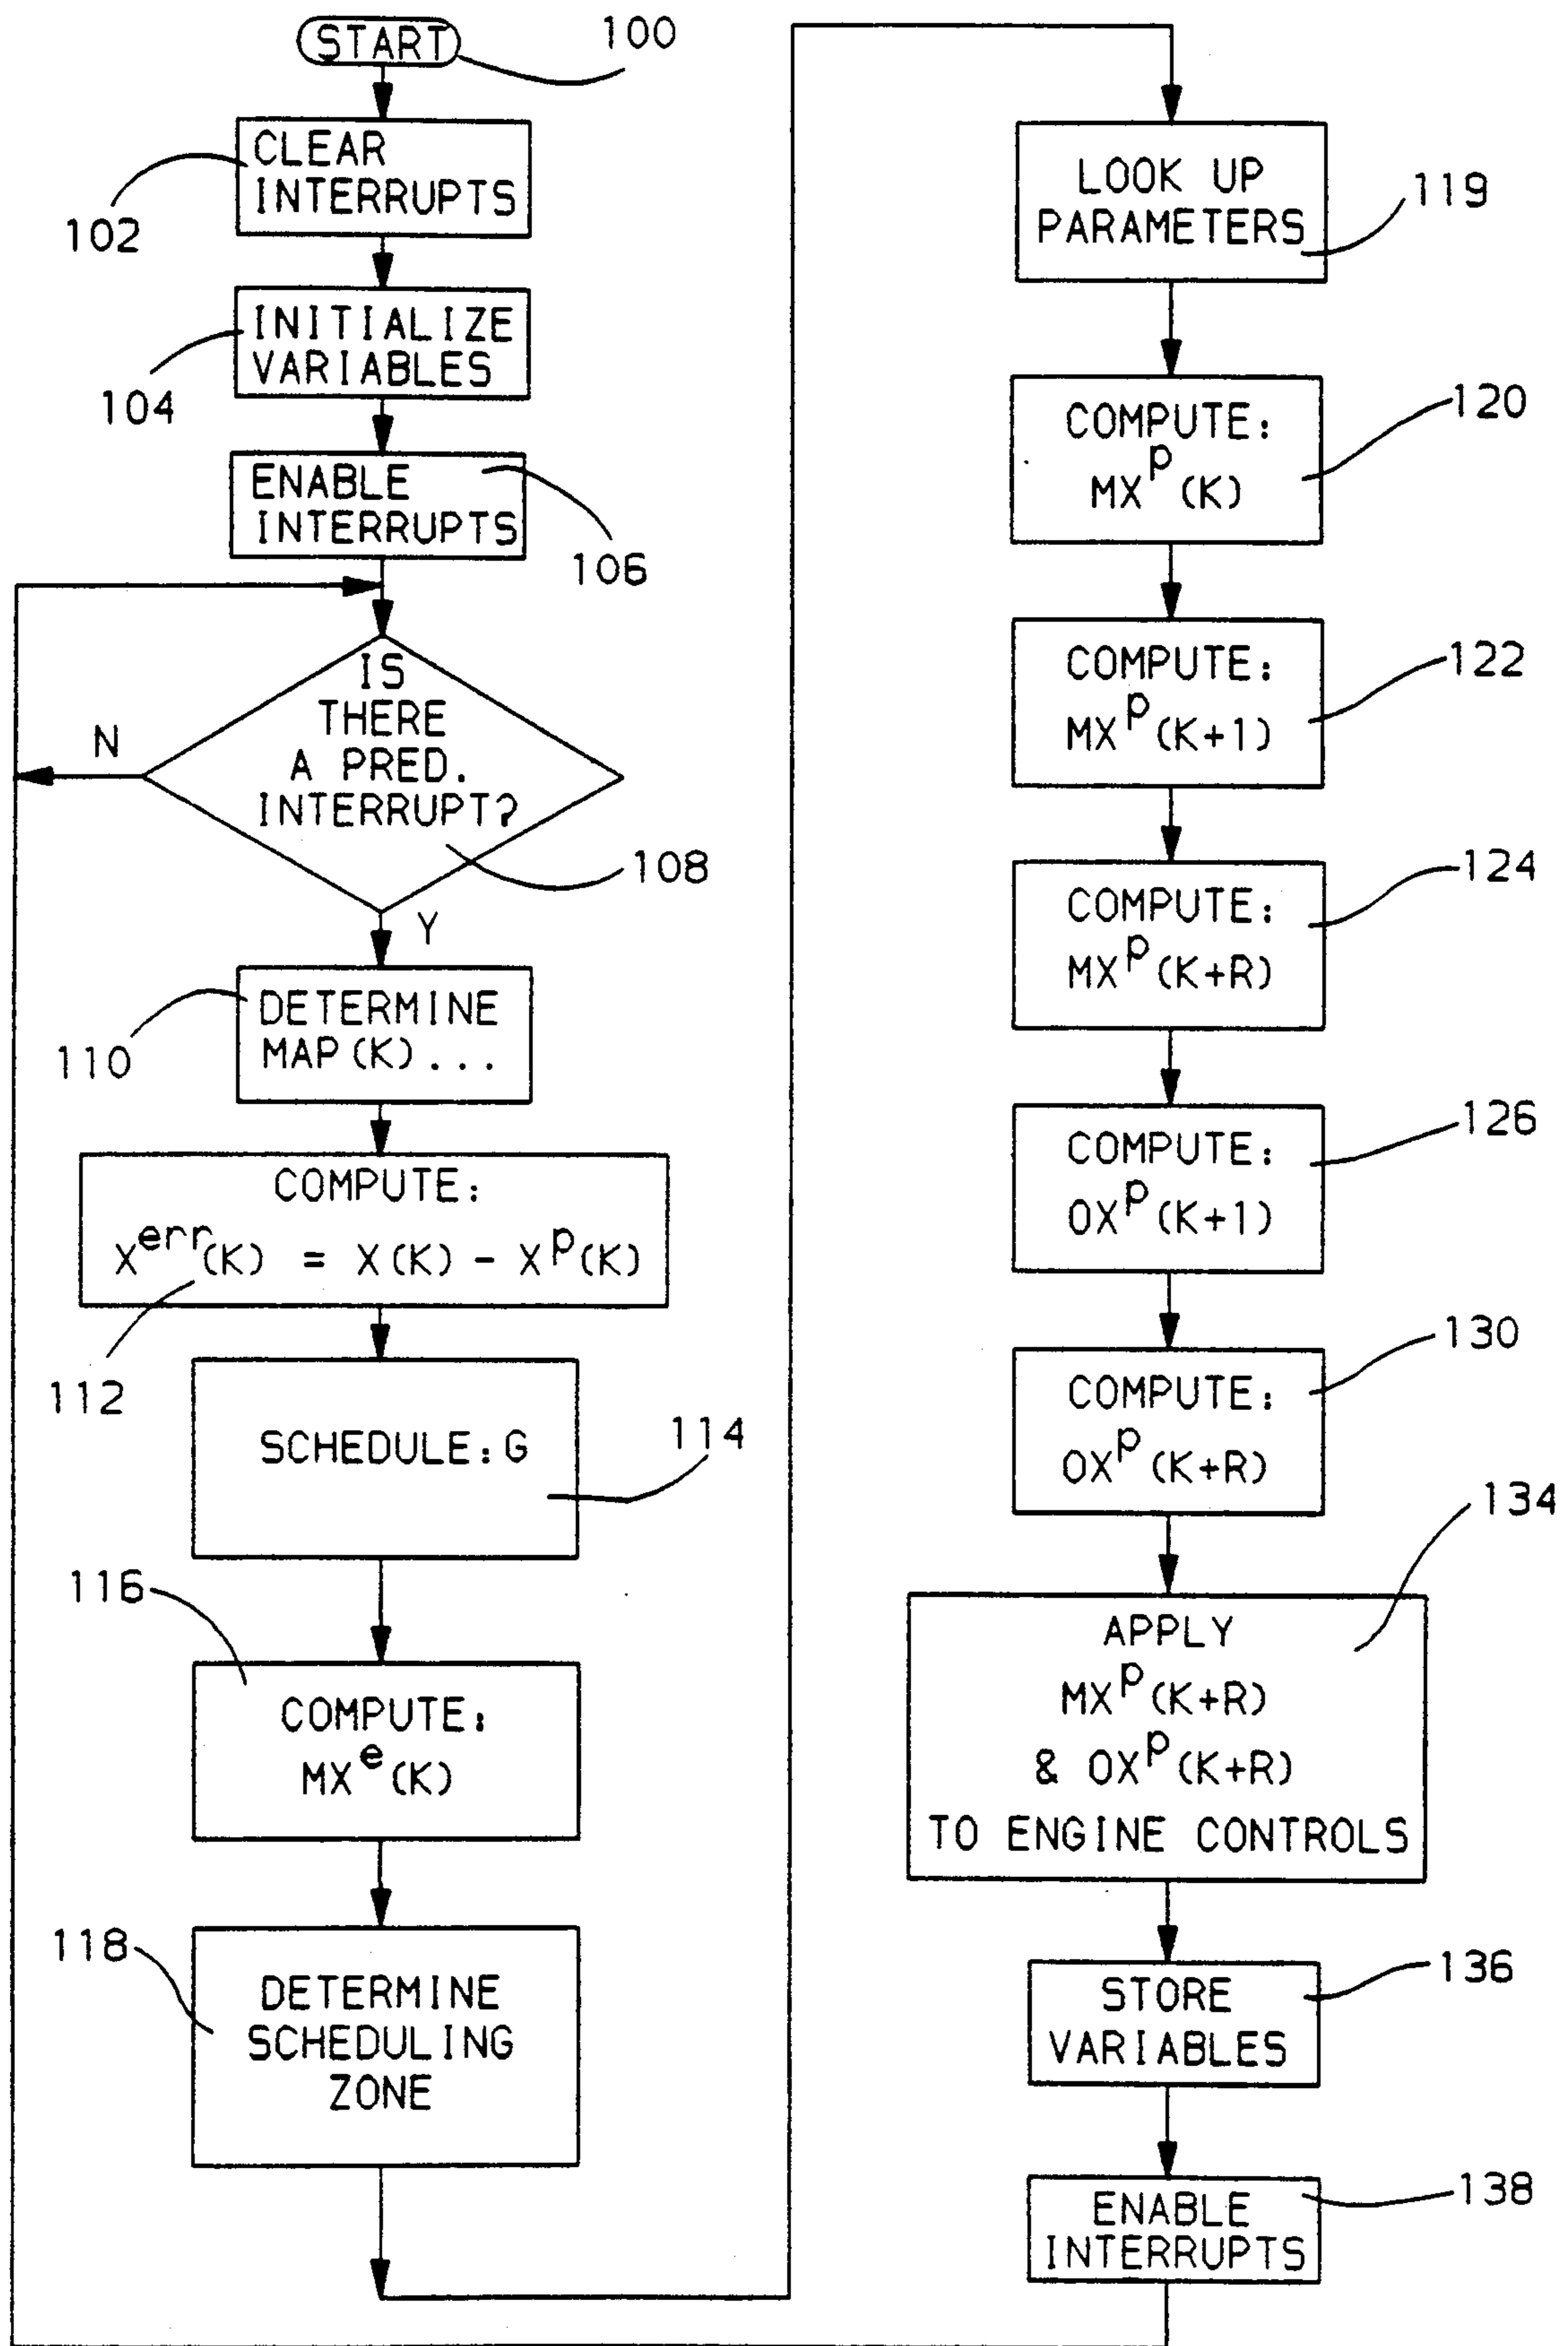 START
100
CLEAR
INTERRUPTS
102
INITIALIZE
VARIABLES
104
ENABLE
INTERRUPTS
106
IS
THERE
A PRED.
INTERRUPT?
N
108
Y
DETERMINE
MAP(K)...
110
COMPUTE:
X^err(K) = X(K) - X^p(K)
112
SCHEDULE: G
114
116
COMPUTE:
MX^e(K)
118
DETERMINE
SCHEDULING
ZONE
LOOK UP
PARAMETERS
119
COMPUTE:
MX^p(K)
120
COMPUTE:
MX^p(K+1)
122
COMPUTE:
MX^p(K+R)
124
COMPUTE:
OX^p(K+1)
126
COMPUTE:
OX^p(K+R)
130
134
APPLY
MX^p(K+R)
& OX^p(K+R)
TO ENGINE CONTROLS
STORE
VARIABLES
136
ENABLE
INTERRUPTS
138